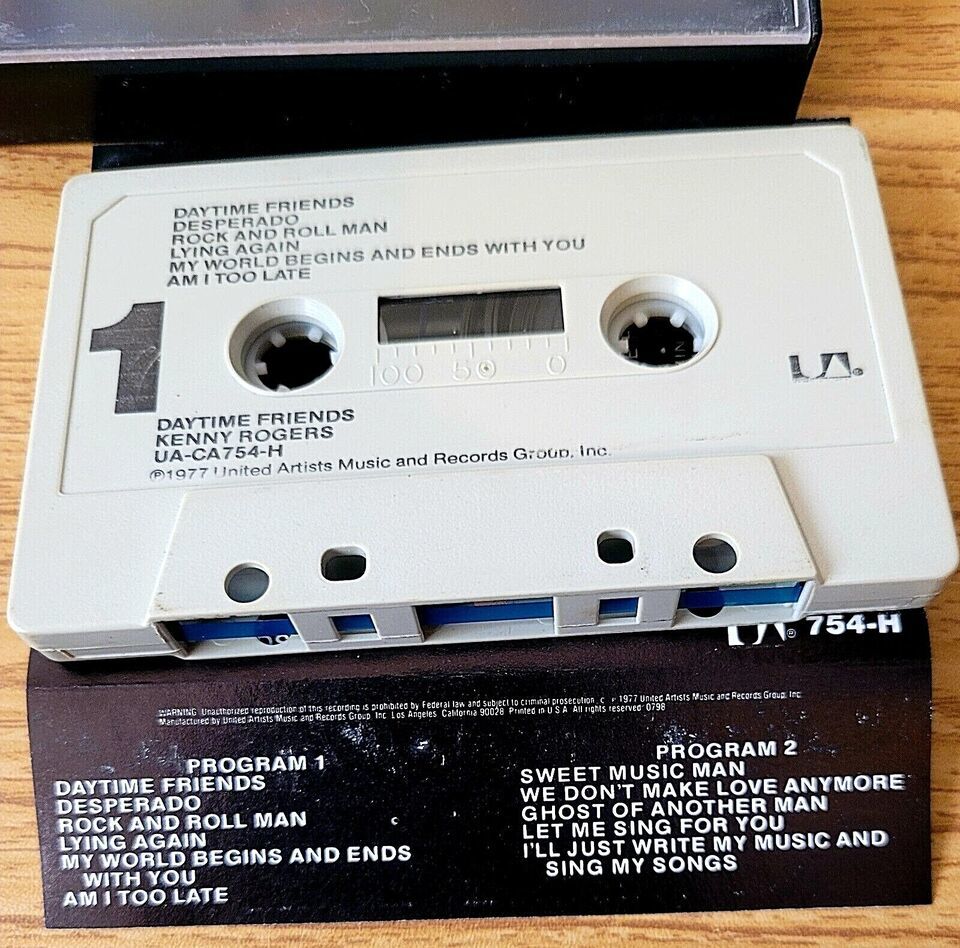 DAYTIME FRIENDS
DESPERADO
ROCK AND ROLL MAN
LYING AGAIN
MY WORLD BEGINS AND ENDS WITH YOU
AM I TOO LATE
1
100 50 0
UA®
DAYTIME FRIENDS
KENNY ROGERS
UA-CA754-H
℗1977 United Artists Music and Records Group, Inc.
UA® 754-H
WARNING: Unauthorized reproduction of this recording is prohibited by Federal law and subject to criminal prosecution. c ℗ 1977 United Artists Music and Records Group, Inc.
Manufactured by United Artists Music and Records Group, Inc. Los Angeles, California 90028 Printed in U.S.A. All rights reserved 0798
PROGRAM 1
DAYTIME FRIENDS
DESPERADO
ROCK AND ROLL MAN
LYING AGAIN
MY WORLD BEGINS AND ENDS
WITH YOU
AM I TOO LATE
PROGRAM 2
SWEET MUSIC MAN
WE DON'T MAKE LOVE ANYMORE
GHOST OF ANOTHER MAN
LET ME SING FOR YOU
I'LL JUST WRITE MY MUSIC AND
SING MY SONGS